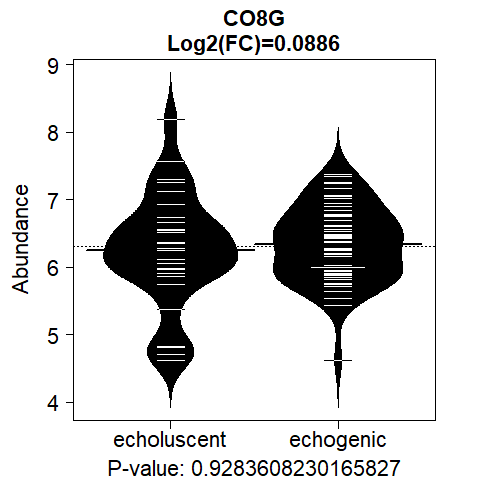 CO8G
Log2(FC)=0.0886
Abundance
9
8
7
6
5
4
echoluscent echogenic
P-value: 0.9283608230165827